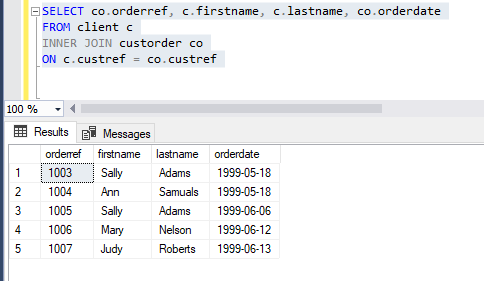 SELECT co.orderref, c.firstname, c.lastname, co.orderdate
FROM client c
INNER JOIN custorder co
ON c.custref = co.custref
100 %
Results Messages
orderref firstname lastname orderdate
1 1003 Sally Adams 1999-05-18
2 1004 Ann Samuals 1999-05-18
3 1005 Sally Adams 1999-06-06
4 1006 Mary Nelson 1999-06-12
5 1007 Judy Roberts 1999-06-13